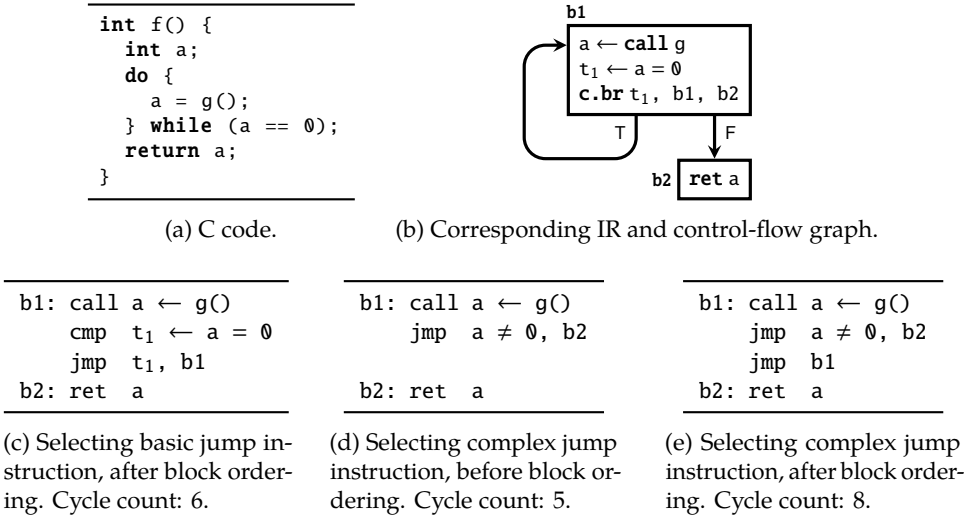 int f() {
int a;
do {
a = g();
} while (a == 0);
return a;
}
(a) C code.
b1
a ← call g
t₁ ← a = 0
c.br t₁, b1, b2
T
F
b2
ret a
(b) Corresponding IR and control-flow graph.
b1: call a ← g()
cmp t₁ ← a = 0
jmp t₁, b1
b2: ret a
(c) Selecting basic jump in-
struction, after block order-
ing. Cycle count: 6.
b1: call a ← g()
jmp a ≠ 0, b2
b2: ret a
(d) Selecting complex jump
instruction, before block or-
dering. Cycle count: 5.
b1: call a ← g()
jmp a ≠ 0, b2
jmp b1
b2: ret a
(e) Selecting complex jump
instruction, after block order-
ing. Cycle count: 8.